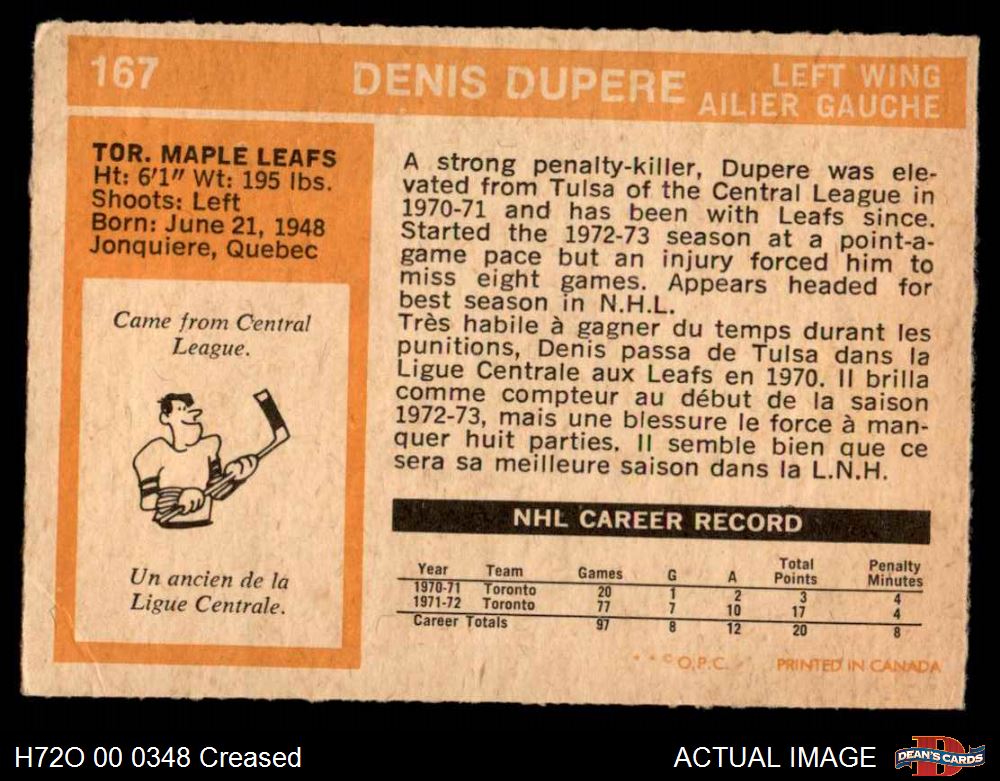 167 DENIS DUPERE LEFT WING
AILIER GAUCHE
TOR. MAPLE LEAFS
Ht: 6'1" Wt: 195 lbs.
Shoots: Left
Born: June 21, 1948
Jonquiere, Quebec
Came from Central
League.
Un ancien de la
Ligue Centrale.
A strong penalty-killer, Dupere was ele-
vated from Tulsa of the Central League in
1970-71 and has been with Leafs since.
Started the 1972-73 season at a point-a-
game pace but an injury forced him to
miss eight games. Appears headed for
best season in N.H.L.
Très habile à gagner du temps durant les
punitions, Denis passa de Tulsa dans la
Ligue Centrale aux Leafs en 1970. Il brilla
comme compteur au début de la saison
1972-73, mais une blessure le force à man-
quer huit parties. Il semble bien que ce
sera sa meilleure saison dans la L.N.H.
NHL CAREER RECORD
Year Team Games G A Total Points Penalty Minutes
1970-71 Toronto 20 1 2 3 4
1971-72 Toronto 77 7 10 17 4
Career Totals 97 8 12 20 8
* * © O.P.C. PRINTED IN CANADA
H72O 00 0348 Creased ACTUAL IMAGE DEAN'S CARDS